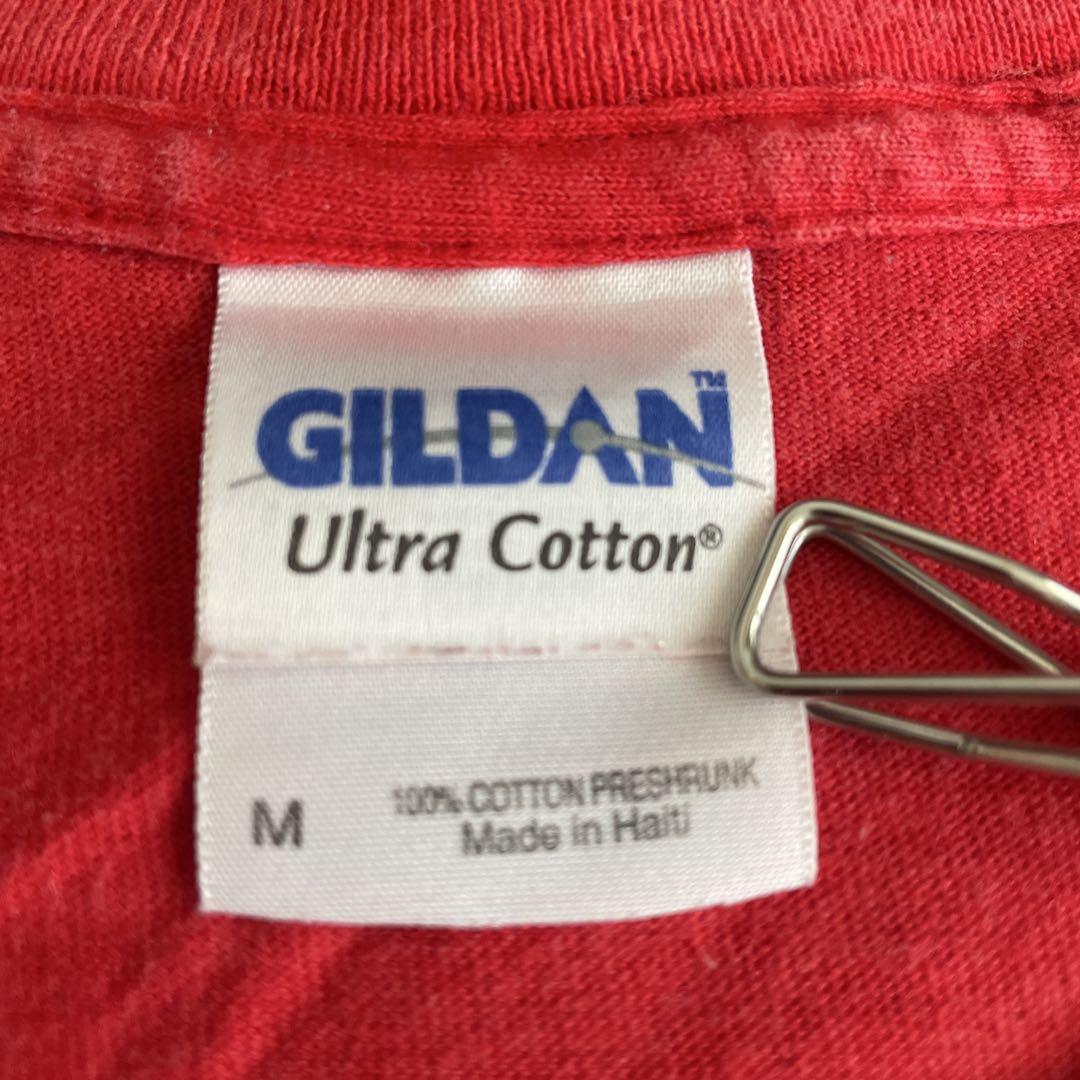 GILDAN™
Ultra Cotton®
M
100% COTTON PRESHRUNK
Made in Haiti